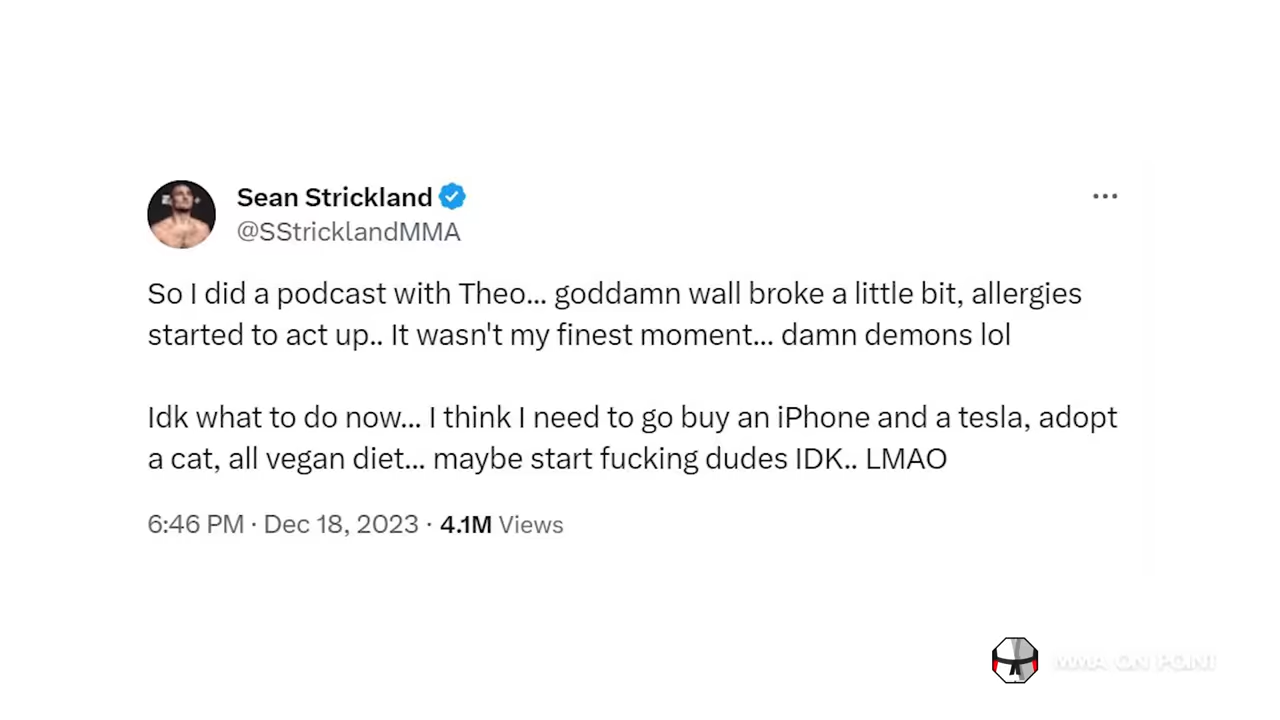 Sean Strickland
@SStricklandMMA
So I did a podcast with Theo... goddamn wall broke a little bit, allergies
started to act up.. It wasn't my finest moment... damn demons lol
Idk what to do now... I think I need to go buy an iPhone and a tesla, adopt
a cat, all vegan diet... maybe start fucking dudes IDK.. LMAO
6:46 PM · Dec 18, 2023 · 4.1M Views
MMA ON POINT